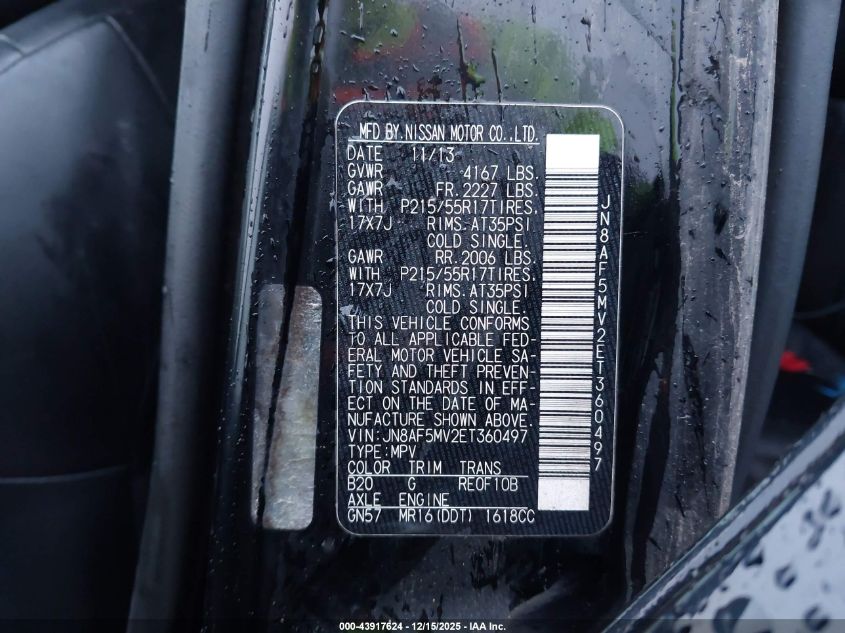 MFD BY.NISSAN MOTOR CO.,LTD.
DATE 11/13
GVWR 4167 LBS.
GAWR FR.2227 LBS.
WITH P215/55R17TIRES.
17X7J RIMS.AT35PSI
COLD SINGLE.
GAWR RR.2006 LBS.
WITH P215/55R17TIRES.
17X7J RIMS.AT35PSI
COLD SINGLE.
THIS VEHICLE CONFORMS
TO ALL APPLICABLE FED-
ERAL MOTOR VEHICLE SA-
FETY AND THEFT PREVEN-
TION STANDARDS IN EFF-
ECT ON THE DATE OF MA-
NUFACTURE SHOWN ABOVE.
VIN:JN8AF5MV2ET360497
TYPE:MPV
COLOR TRIM TRANS
B20 G RE0F10B
AXLE ENGINE
GN57 MR16(DDT) 1618CC
JN8AF5MV2ET360497
000-43917624 - 12/15/2025 - © IAA Inc.